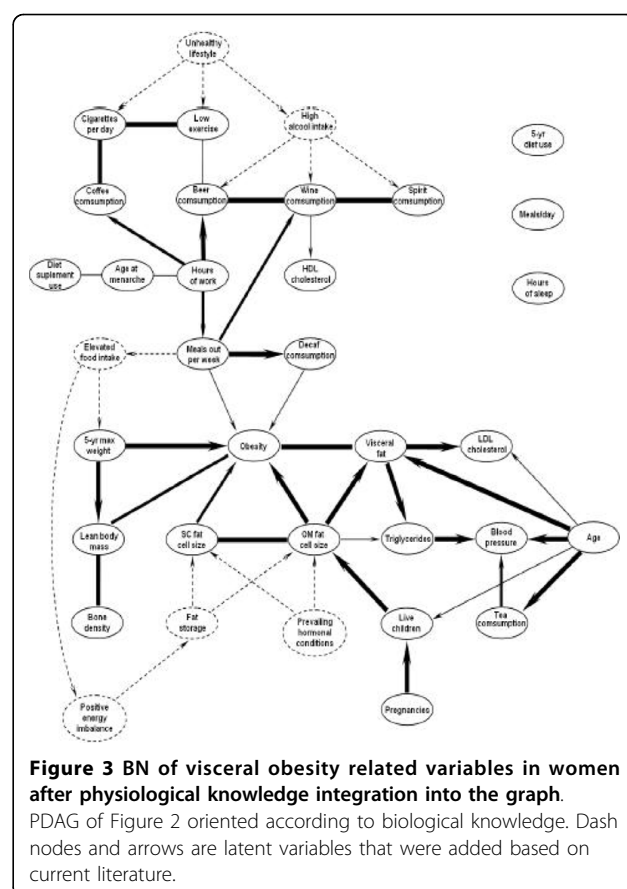 Unhealthy
lifestyle
Cigarettes
per day
Low
exercise
High
alcool intake
5-yr
diet use
Coffee
comsumption
Beer
comsumption
Wine
comsumption
Spirit
comsumption
Meals/day
Diet
suplement
use
Age at
menarche
Hours
of work
HDL
cholesterol
Hours
of sleep
Elevated
food intake
Meals out
per week
Decaf
comsumption
5-yr max
weight
Obesity
Visceral
fat
LDL
cholesterol
Lean body
mass
SC fat
cell size
OM fat
cell size
Triglycerides
Blood
pressure
Age
Bone
density
Fat
storage
Prevailing
hormonal
conditions
Live
children
Tea
comsumption
Positive
energy
imbalance
Pregnancies
Figure 3 BN of visceral obesity related variables in women
after physiological knowledge integration into the graph.
PDAG of Figure 2 oriented according to biological knowledge. Dash
nodes and arrows are latent variables that were added based on
current literature.